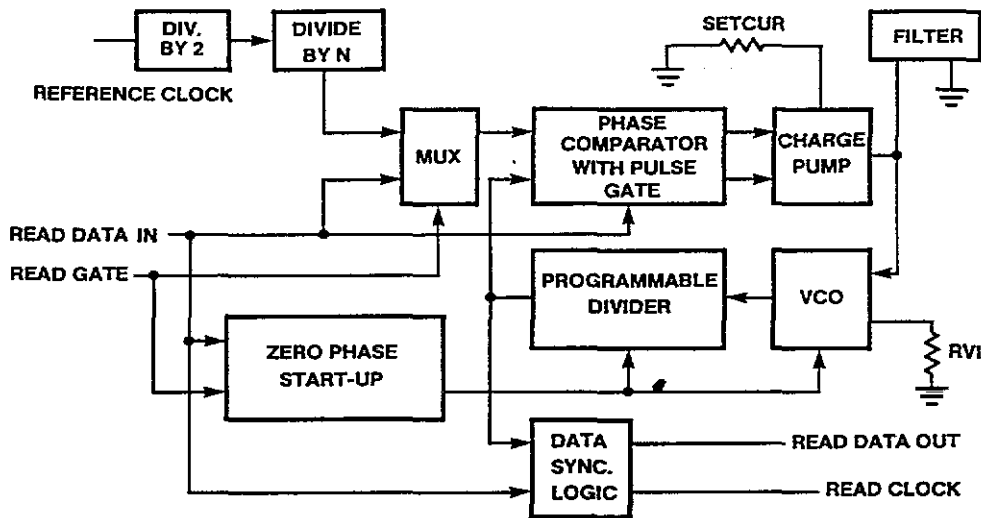 DIV.
BY 2
REFERENCE CLOCK
DIVIDE
BY N
SETCUR
FILTER
MUX
PHASE
COMPARATOR
WITH PULSE
GATE
CHARGE
PUMP
READ DATA IN
READ GATE
PROGRAMMABLE
DIVIDER
VCO
ZERO PHASE
START-UP
RVI
DATA
SYNC.
LOGIC
READ DATA OUT
READ CLOCK